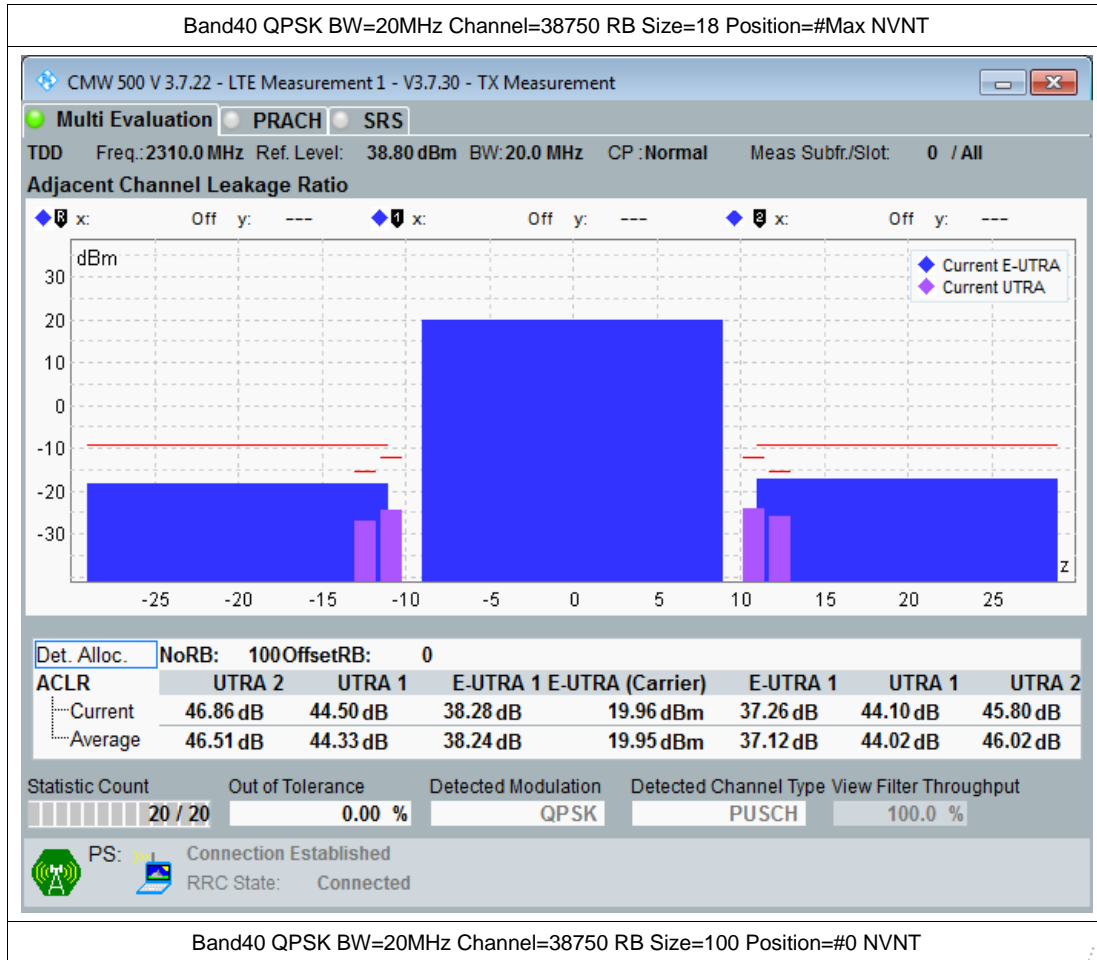 Band40 QPSK BW=20MHz Channel=38750 RB Size=18 Position=#Max NVNT
CMW 500 V 3.7.22 - LTE Measurement 1 - V3.7.30 - TX Measurement
Multi Evaluation PRACH SRS
TDD Freq.:2310.0 MHz Ref. Level: 38.80 dBm BW:20.0 MHz CP :Normal Meas Subfr./Slot: 0 / All
Adjacent Channel Leakage Ratio
R x: Off y: --- 1 x: Off y: --- 2 x: Off y: ---
dBm
Current E-UTRA
Current UTRA
30
20
10
0
-10
-20
-30
z
-25 -20 -15 -10 -5 0 5 10 15 20 25
Det. Alloc. NoRB: 100 OffsetRB: 0
ACLR UTRA 2 UTRA 1 E-UTRA 1 E-UTRA (Carrier) E-UTRA 1 UTRA 1 UTRA 2
Current 46.86 dB 44.50 dB 38.28 dB 19.96 dBm 37.26 dB 44.10 dB 45.80 dB
Average 46.51 dB 44.33 dB 38.24 dB 19.95 dBm 37.12 dB 44.02 dB 46.02 dB
Statistic Count Out of Tolerance Detected Modulation Detected Channel Type View Filter Throughput
20 / 20 0.00 % QPSK PUSCH 100.0 %
PS: Connection Established
RRC State: Connected
Band40 QPSK BW=20MHz Channel=38750 RB Size=100 Position=#0 NVNT